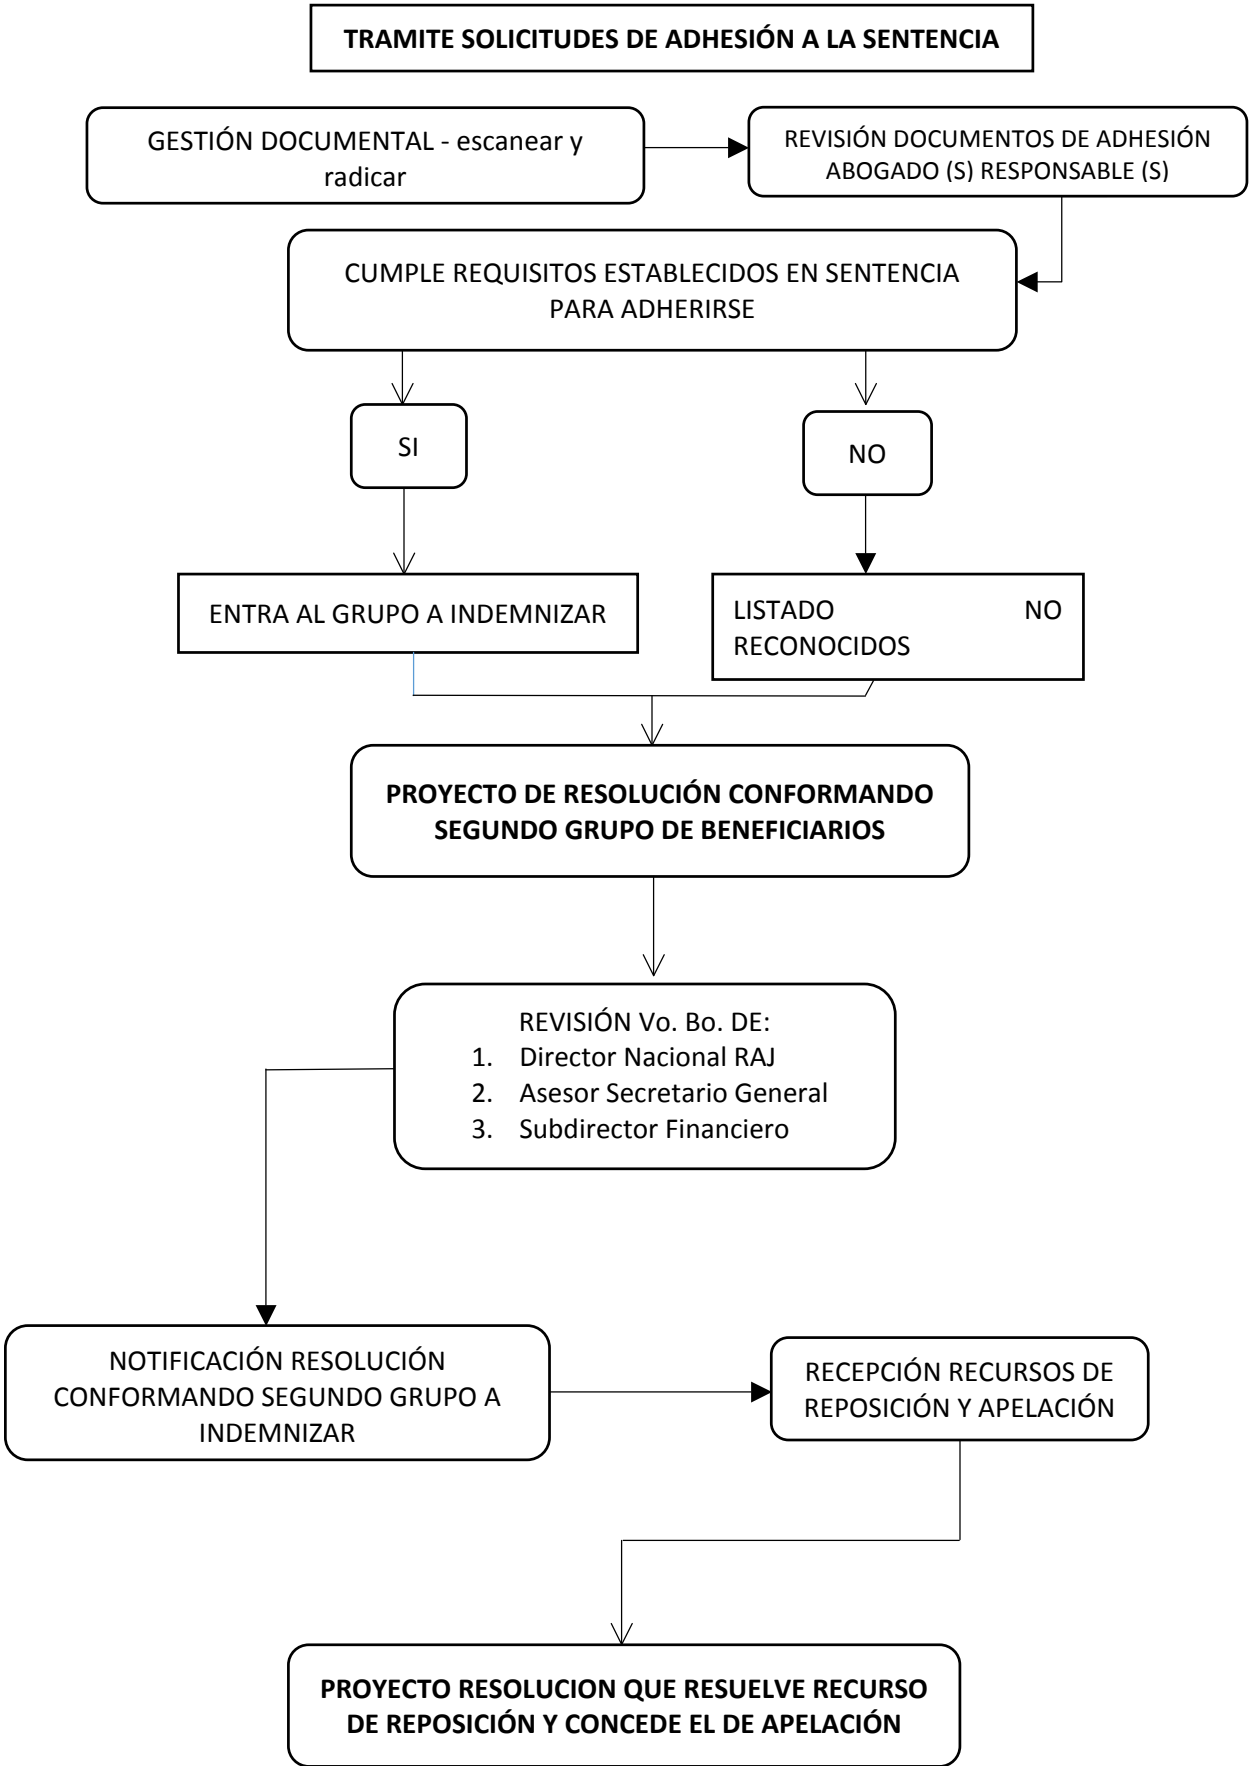 TRAMITE SOLICITUDES DE ADHESIÓN A LA SENTENCIA
GESTIÓN DOCUMENTAL - escanear y
radicar
REVISIÓN DOCUMENTOS DE ADHESIÓN
ABOGADO (S) RESPONSABLE (S)
CUMPLE REQUISITOS ESTABLECIDOS EN SENTENCIA
PARA ADHERIRSE
SI
NO
ENTRA AL GRUPO A INDEMNIZAR
LISTADO NO
RECONOCIDOS
PROYECTO DE RESOLUCIÓN CONFORMANDO
SEGUNDO GRUPO DE BENEFICIARIOS
REVISIÓN Vo. Bo. DE:
1. Director Nacional RAJ
2. Asesor Secretario General
3. Subdirector Financiero
NOTIFICACIÓN RESOLUCIÓN
CONFORMANDO SEGUNDO GRUPO A
INDEMNIZAR
RECEPCIÓN RECURSOS DE
REPOSICIÓN Y APELACIÓN
PROYECTO RESOLUCION QUE RESUELVE RECURSO
DE REPOSICIÓN Y CONCEDE EL DE APELACIÓN